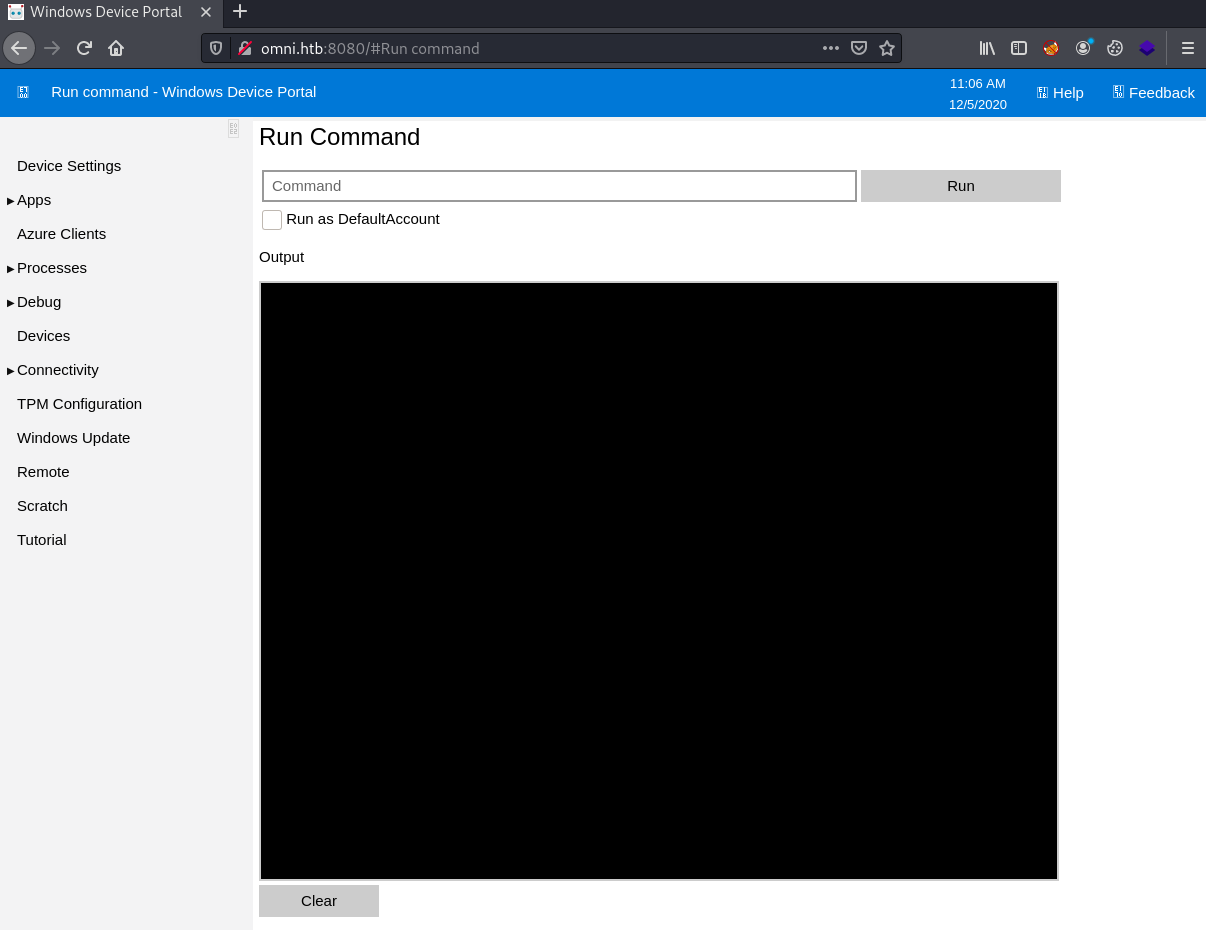 Windows Device Portal
omni.htb:8080/#Run command
Run command - Windows Device Portal
11:06 AM
12/5/2020
Help
Feedback
Run Command
Command
Run
Run as DefaultAccount
Output
Device Settings
Apps
Azure Clients
Processes
Debug
Devices
Connectivity
TPM Configuration
Windows Update
Remote
Scratch
Tutorial
Clear